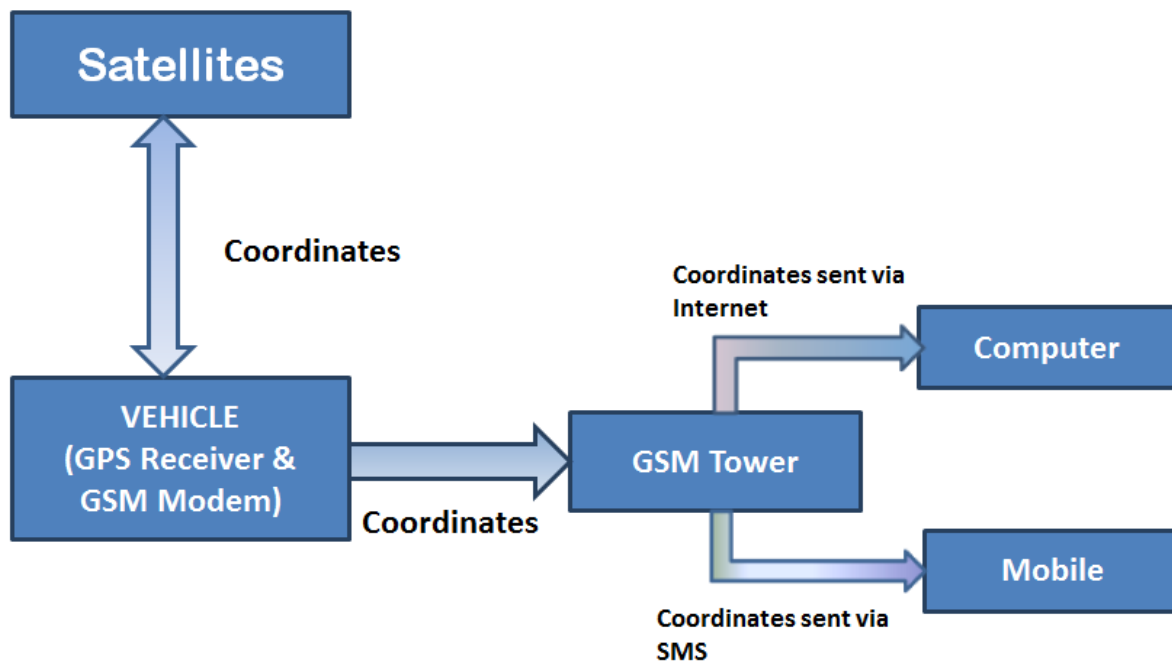 Satellites
Coordinates
VEHICLE
(GPS Receiver &
GSM Modem)
Coordinates
GSM Tower
Coordinates sent via
Internet
Computer
Coordinates sent via
SMS
Mobile